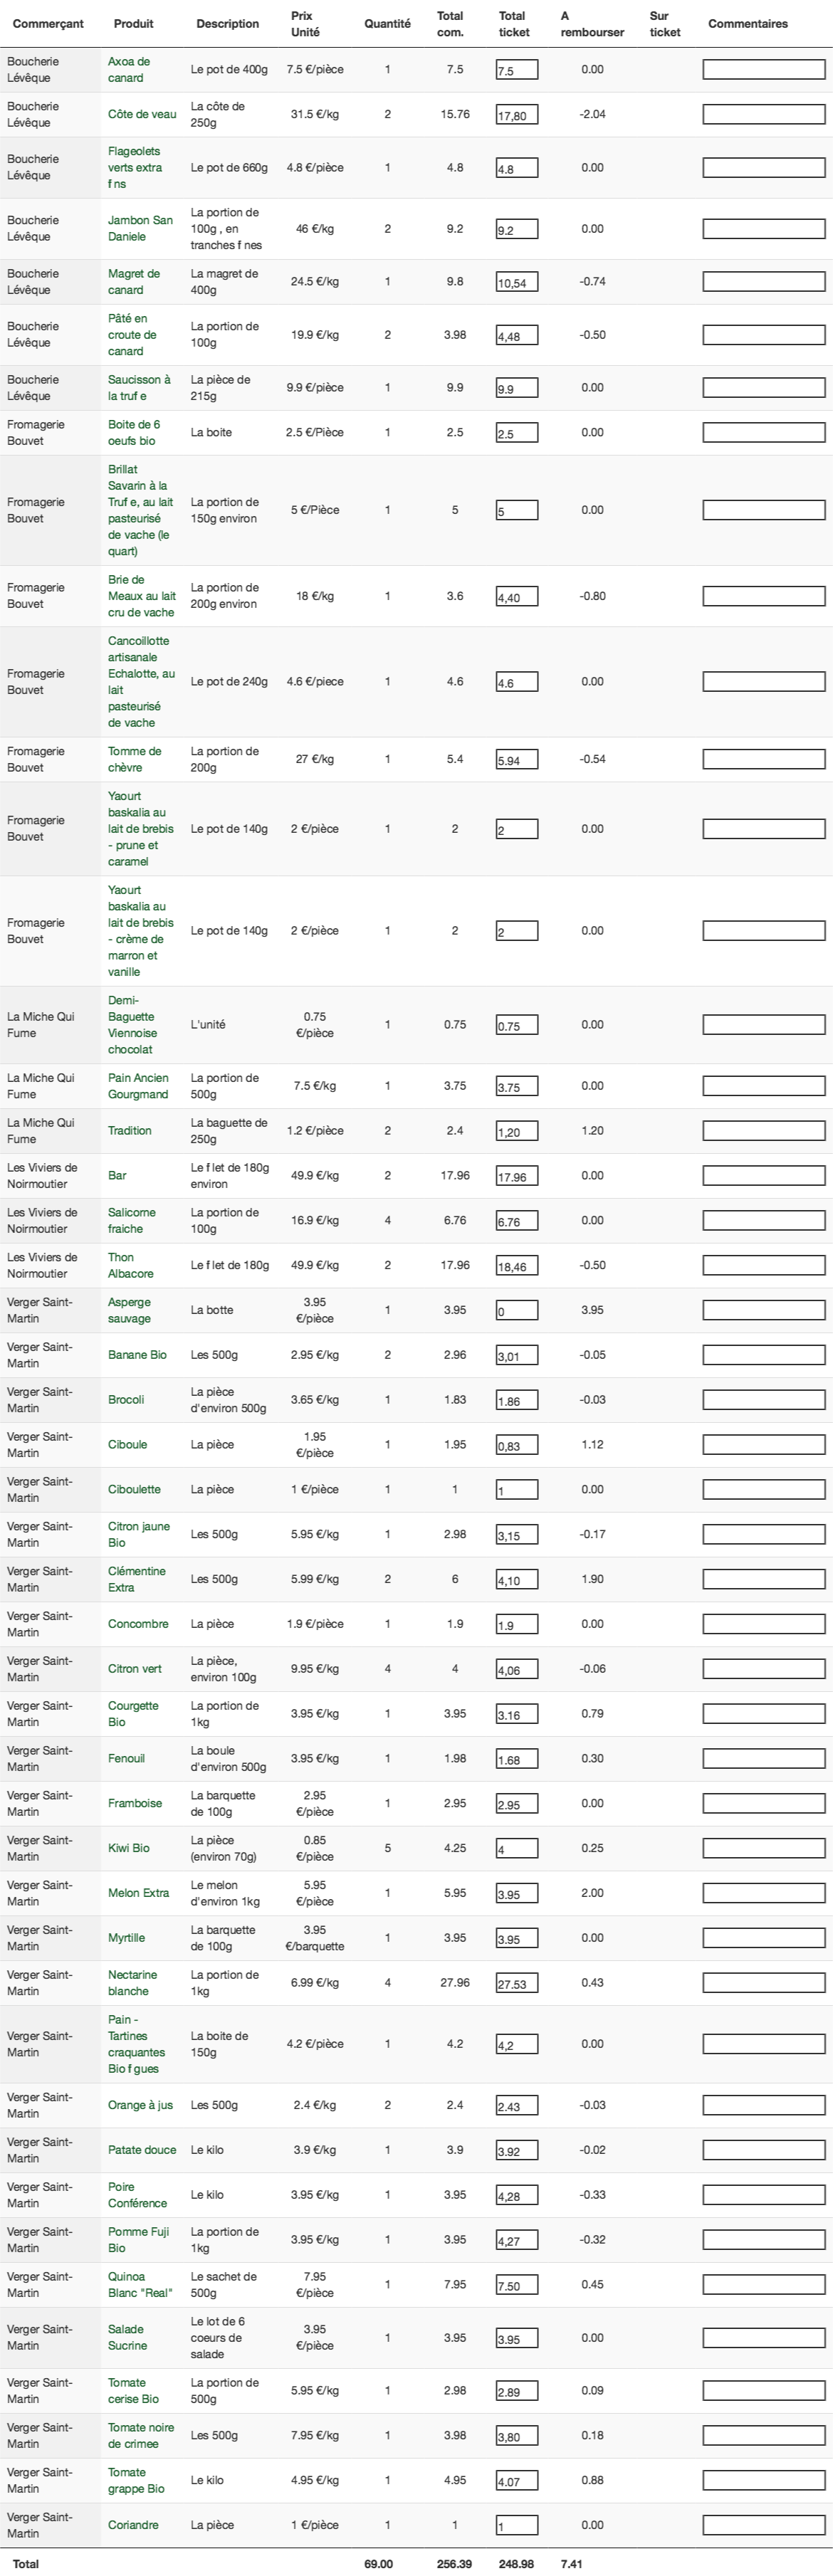 Commerçant Produit Description Prix Unité Quantité Total com. Total ticket A rembourser Sur ticket Commentaires
Boucherie Lévêque Axoa de canard Le pot de 400g 7.5 €/pièce 1 7.5 7.5 0.00
Boucherie Lévêque Côte de veau La côte de 250g 31.5 €/kg 2 15.76 17,80 -2.04
Boucherie Lévêque Flageolets verts extra f ns Le pot de 660g 4.8 €/pièce 1 4.8 4.8 0.00
Boucherie Lévêque Jambon San Daniele La portion de 100g , en tranches f nes 46 €/kg 2 9.2 9.2 0.00
Boucherie Lévêque Magret de canard La magret de 400g 24.5 €/kg 1 9.8 10,54 -0.74
Boucherie Lévêque Pâté en croute de canard La portion de 100g 19.9 €/kg 2 3.98 4,48 -0.50
Boucherie Lévêque Saucisson à la truf e La pièce de 215g 9.9 €/pièce 1 9.9 9.9 0.00
Fromagerie Bouvet Boite de 6 oeufs bio La boite 2.5 €/Pièce 1 2.5 2.5 0.00
Fromagerie Bouvet Brillat Savarin à la Truf e, au lait pasteurisé de vache (le quart) La portion de 150g environ 5 €/Pièce 1 5 5 0.00
Fromagerie Bouvet Brie de Meaux au lait cru de vache La portion de 200g environ 18 €/kg 1 3.6 4,40 -0.80
Fromagerie Bouvet Cancoillotte artisanale Echalotte, au lait pasteurisé de vache Le pot de 240g 4.6 €/piece 1 4.6 4.6 0.00
Fromagerie Bouvet Tomme de chèvre La portion de 200g 27 €/kg 1 5.4 5.94 -0.54
Fromagerie Bouvet Yaourt baskalia au lait de brebis - prune et caramel Le pot de 140g 2 €/pièce 1 2 2 0.00
Fromagerie Bouvet Yaourt baskalia au lait de brebis - crème de marron et vanille Le pot de 140g 2 €/pièce 1 2 2 0.00
La Miche Qui Fume Demi-Baguette Viennoise chocolat L'unité 0.75 €/pièce 1 0.75 0.75 0.00
La Miche Qui Fume Pain Ancien Gourgmand La portion de 500g 7.5 €/kg 1 3.75 3.75 0.00
La Miche Qui Fume Tradition La baguette de 250g 1.2 €/pièce 2 2.4 1,20 1.20
Les Viviers de Noirmoutier Bar Le f let de 180g environ 49.9 €/kg 2 17.96 17.96 0.00
Les Viviers de Noirmoutier Salicorne fraiche La portion de 100g 16.9 €/kg 4 6.76 6.76 0.00
Les Viviers de Noirmoutier Thon Albacore Le f let de 180g 49.9 €/kg 2 17.96 18,46 -0.50
Verger Saint-Martin Asperge sauvage La botte 3.95 €/pièce 1 3.95 0 3.95
Verger Saint-Martin Banane Bio Les 500g 2.95 €/kg 2 2.96 3,01 -0.05
Verger Saint-Martin Brocoli La pièce d'environ 500g 3.65 €/kg 1 1.83 1.86 -0.03
Verger Saint-Martin Ciboule La pièce 1.95 €/pièce 1 1.95 0,83 1.12
Verger Saint-Martin Ciboulette La pièce 1 €/pièce 1 1 1 0.00
Verger Saint-Martin Citron jaune Bio Les 500g 5.95 €/kg 1 2.98 3,15 -0.17
Verger Saint-Martin Clémentine Extra Les 500g 5.99 €/kg 2 6 4,10 1.90
Verger Saint-Martin Concombre La pièce 1.9 €/pièce 1 1.9 1.9 0.00
Verger Saint-Martin Citron vert La pièce, environ 100g 9.95 €/kg 4 4 4,06 -0.06
Verger Saint-Martin Courgette Bio La portion de 1kg 3.95 €/kg 1 3.95 3.16 0.79
Verger Saint-Martin Fenouil La boule d'environ 500g 3.95 €/kg 1 1.98 1.68 0.30
Verger Saint-Martin Framboise La barquette de 100g 2.95 €/pièce 1 2.95 2.95 0.00
Verger Saint-Martin Kiwi Bio La pièce (environ 70g) 0.85 €/pièce 5 4.25 4 0.25
Verger Saint-Martin Melon Extra Le melon d'environ 1kg 5.95 €/pièce 1 5.95 3.95 2.00
Verger Saint-Martin Myrtille La barquette de 100g 3.95 €/barquette 1 3.95 3.95 0.00
Verger Saint-Martin Nectarine blanche La portion de 1kg 6.99 €/kg 4 27.96 27.53 0.43
Verger Saint-Martin Pain - Tartines craquantes Bio f gues La boite de 150g 4.2 €/pièce 1 4.2 4,2 0.00
Verger Saint-Martin Orange à jus Les 500g 2.4 €/kg 2 2.4 2.43 -0.03
Verger Saint-Martin Patate douce Le kilo 3.9 €/kg 1 3.9 3.92 -0.02
Verger Saint-Martin Poire Conférence Le kilo 3.95 €/kg 1 3.95 4,28 -0.33
Verger Saint-Martin Pomme Fuji Bio La portion de 1kg 3.95 €/kg 1 3.95 4,27 -0.32
Verger Saint-Martin Quinoa Blanc "Real" Le sachet de 500g 7.95 €/pièce 1 7.95 7.50 0.45
Verger Saint-Martin Salade Sucrine Le lot de 6 coeurs de salade 3.95 €/pièce 1 3.95 3.95 0.00
Verger Saint-Martin Tomate cerise Bio La portion de 500g 5.95 €/kg 1 2.98 2.89 0.09
Verger Saint-Martin Tomate noire de crimee Les 500g 7.95 €/kg 1 3.98 3,80 0.18
Verger Saint-Martin Tomate grappe Bio Le kilo 4.95 €/kg 1 4.95 4.07 0.88
Verger Saint-Martin Coriandre La pièce 1 €/pièce 1 1 1 0.00
Total 69.00 256.39 248.98 7.41